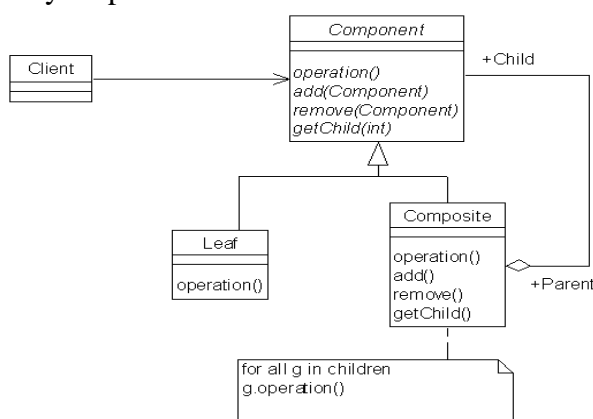 Component
Client
+Child
operation()
add(Component)
remove(Component)
getChild(int)
Composite
Leaf
operation()
operation()
add()
remove()
getChild()
+Parent
for all g in children
g.operation()